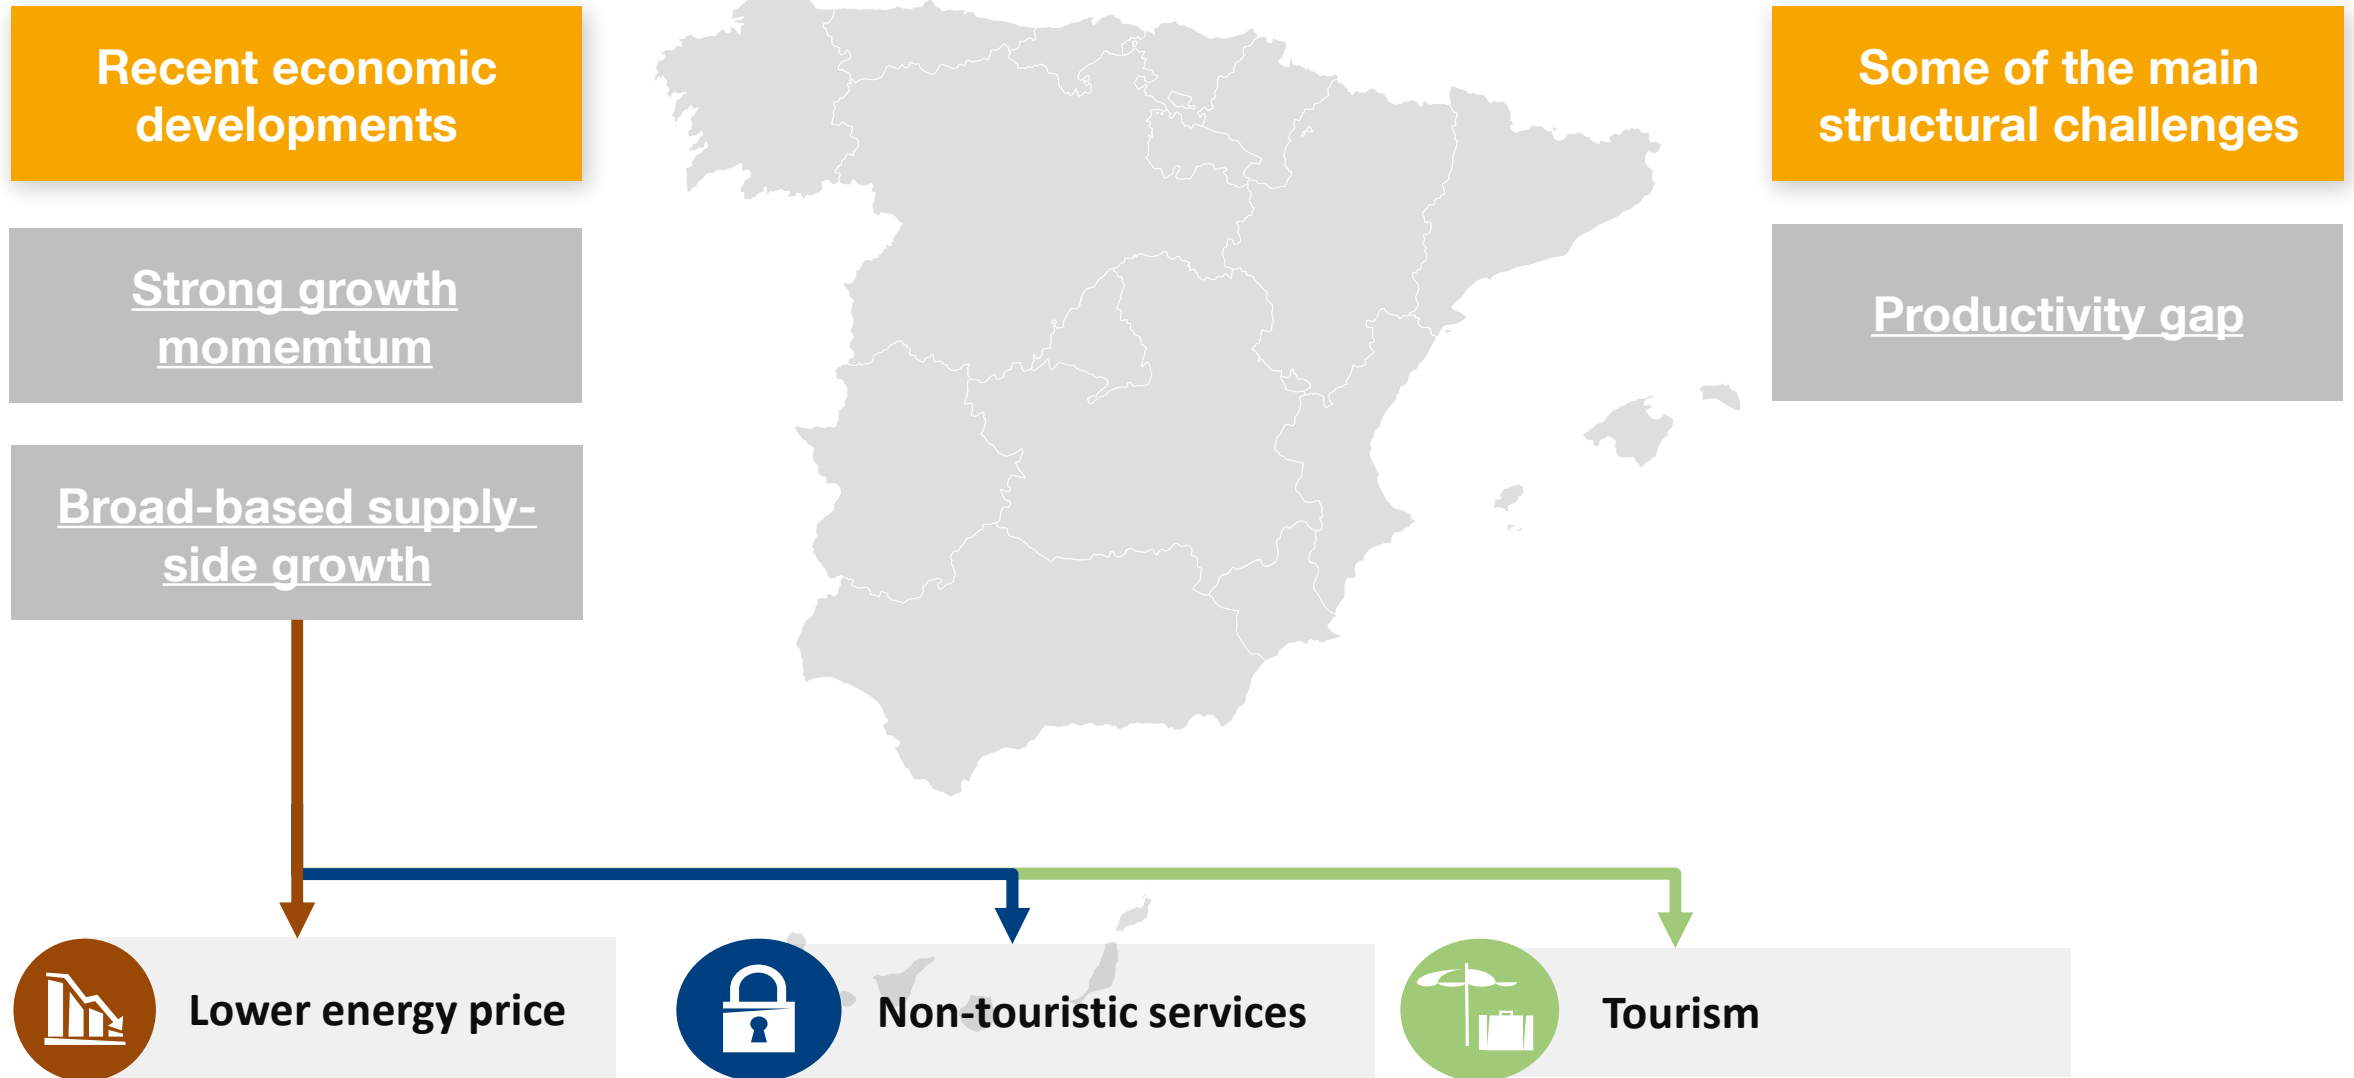 Recent economic
developments
Strong growth
momemtum
Broad-based supply-
side growth
Some of the main
structural challenges
Productivity gap
Lower energy price
Non-touristic services
Tourism